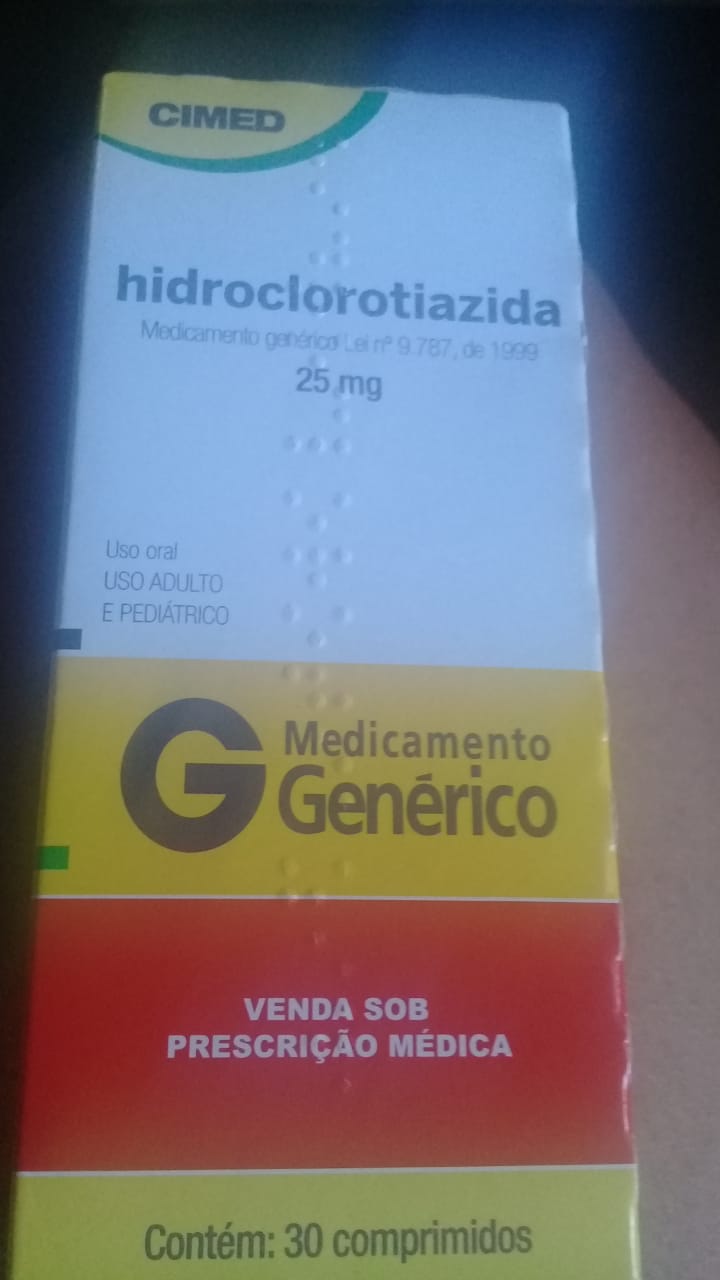 CIMED
hidroclorotiazida
Medicamento genérico Lei nº 9.787, de 1999
25 mg
Uso oral
USO ADULTO
E PEDIÁTRICO
G Medicamento
Genérico
VENDA SOB
PRESCRIÇÃO MÉDICA
Contém: 30 comprimidos